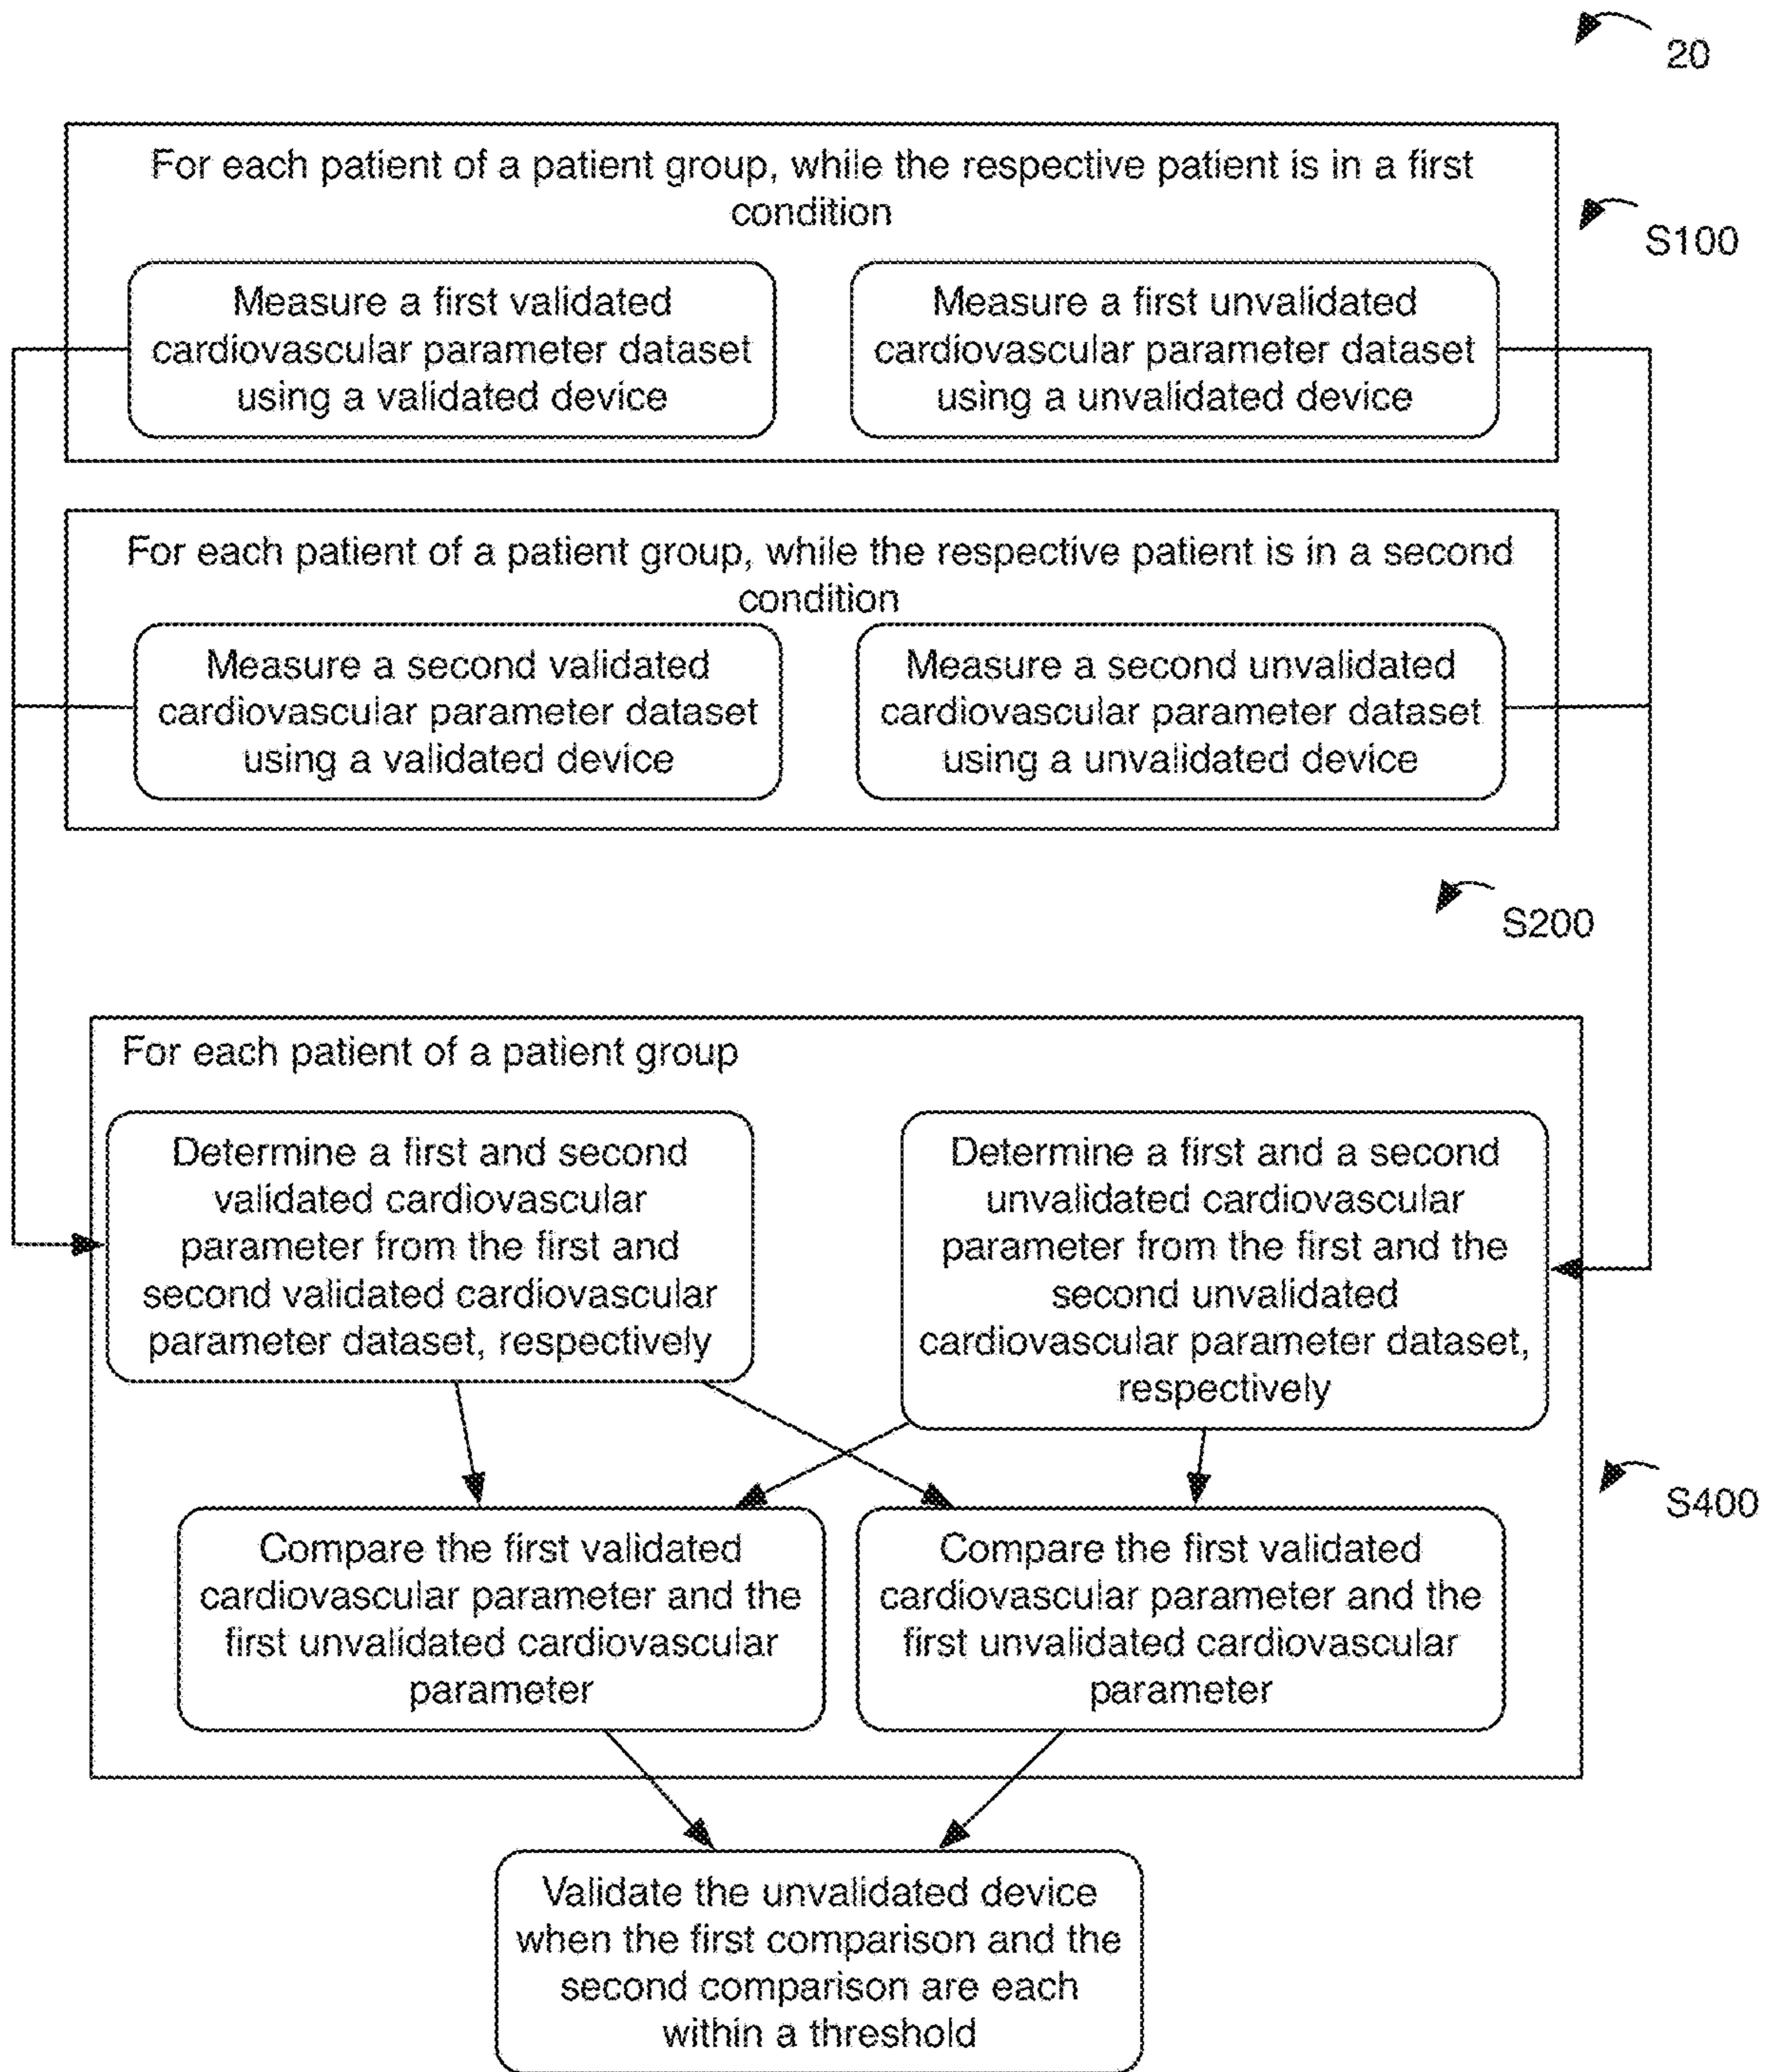 20
For each patient of a patient group, while the respective patient is in a first
condition
S100
Measure a first validated
cardiovascular parameter dataset
using a validated device
Measure a first unvalidated
cardiovascular parameter dataset
using a unvalidated device
For each patient of a patient group, while the respective patient is in a second
condition
Measure a second validated
cardiovascular parameter dataset
using a validated device
Measure a second unvalidated
cardiovascular parameter dataset
using a unvalidated device
S200
For each patient of a patient group
Determine a first and second
validated cardiovascular
parameter from the first and
second validated cardiovascular
parameter dataset, respectively
Determine a first and a second
unvalidated cardiovascular
parameter from the first and the
second unvalidated
cardiovascular parameter dataset,
respectively
S400
Compare the first validated
cardiovascular parameter and the
first unvalidated cardiovascular
parameter
Compare the first validated
cardiovascular parameter and the
first unvalidated cardiovascular
parameter
Validate the unvalidated device
when the first comparison and the
second comparison are each
within a threshold